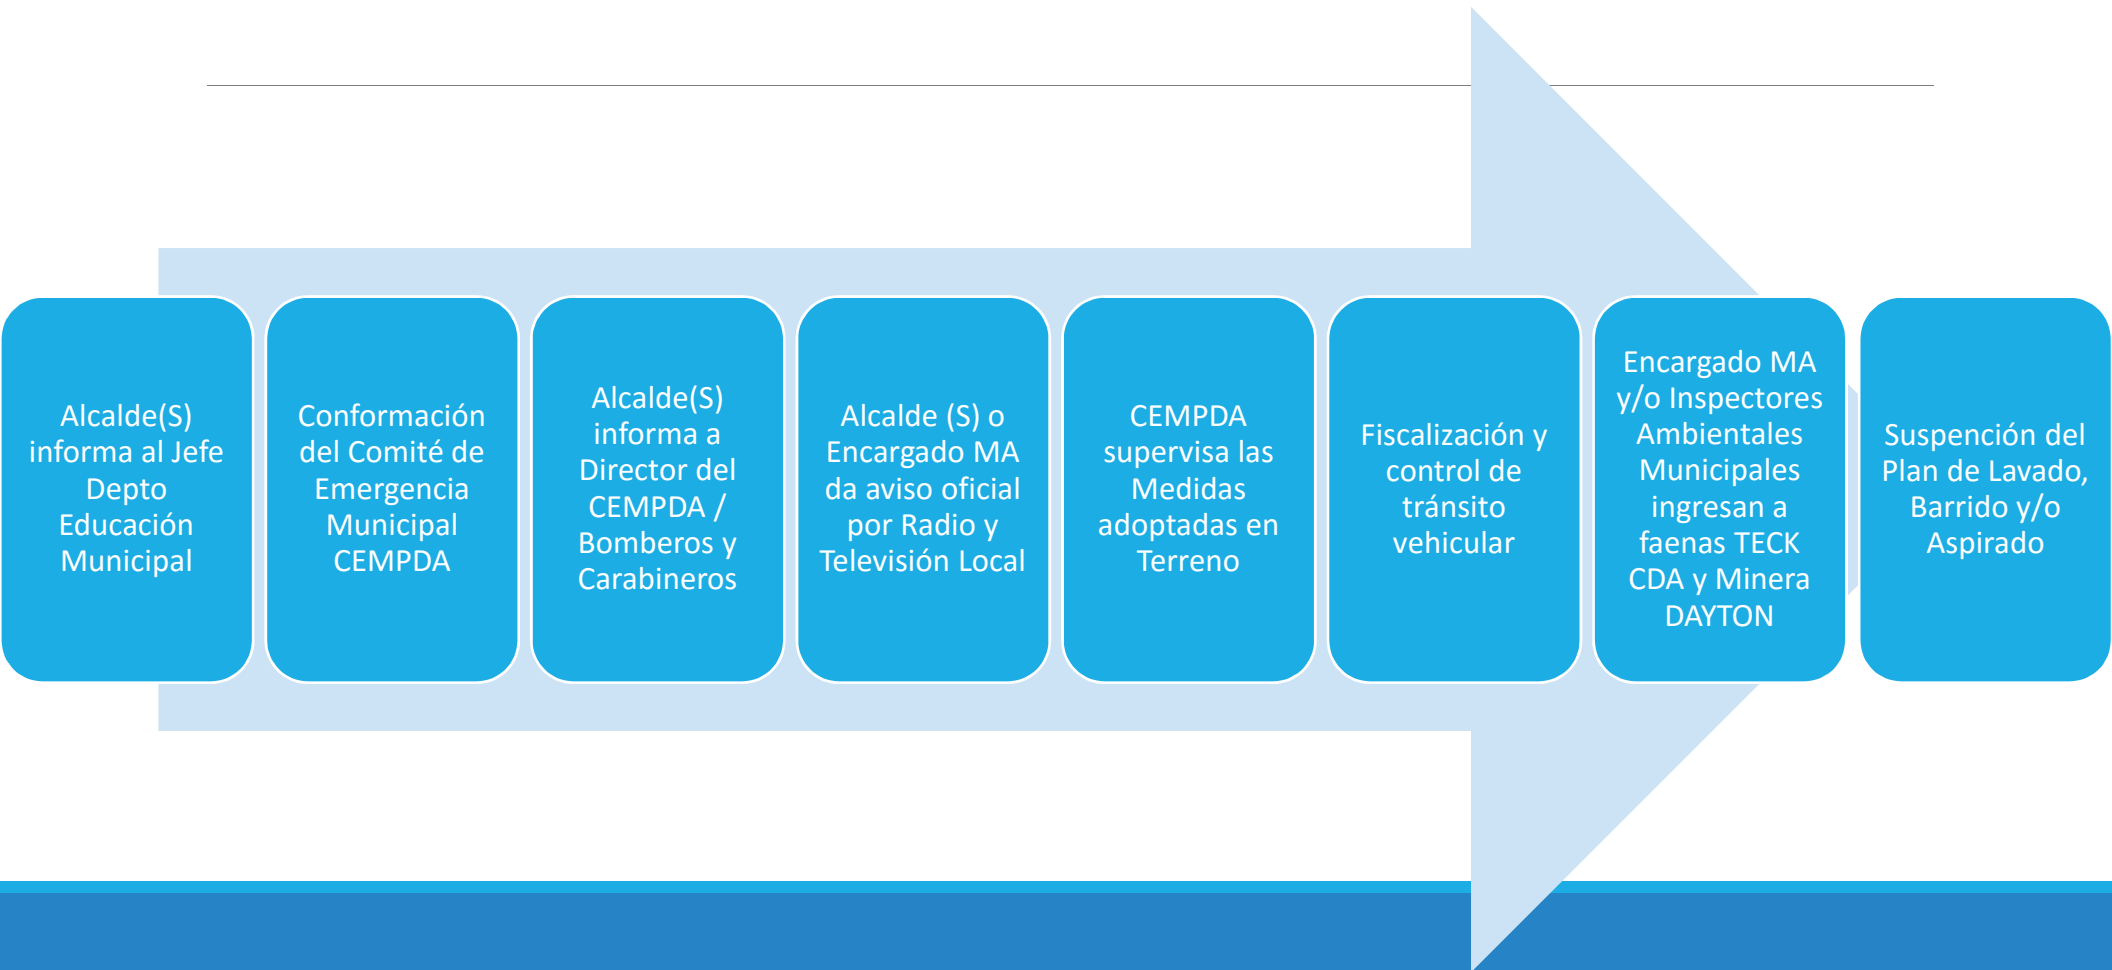 Alcalde(S)
informa al Jefe
Depto
Educación
Municipal
Conformación
del Comité de
Emergencia
Municipal
CEMPDA
Alcalde(S)
informa a
Director del
CEMPDA /
Bomberos y
Carabineros
Alcalde (S) o
Encargado MA
da aviso oficial
por Radio y
Televisión Local
CEMPDA
supervisa las
Medidas
adoptadas en
Terreno
Fiscalización y
control de
tránsito
vehicular
Encargado MA
y/o Inspectores
Ambientales
Municipales
ingresan a
faenas TECK
CDA y Minera
DAYTON
Suspención del
Plan de Lavado,
Barrido y/o
Aspirado